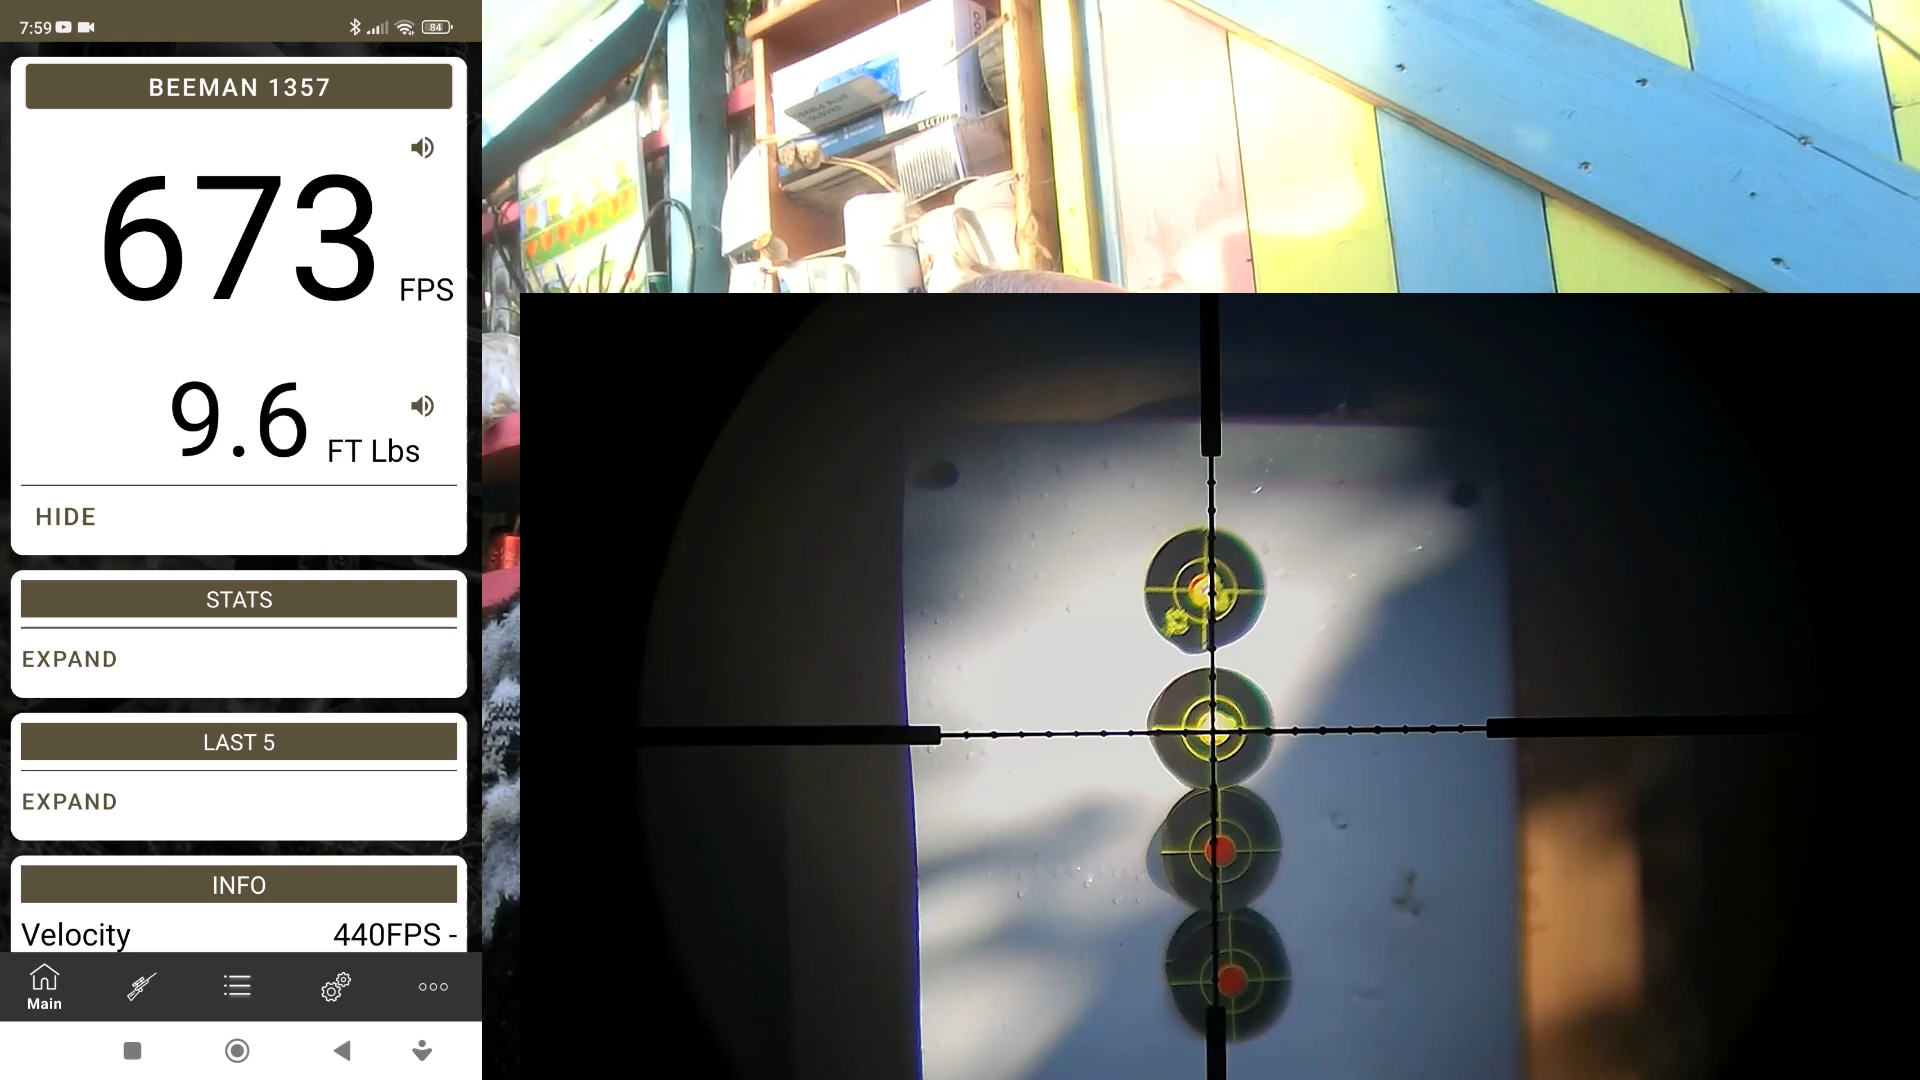 7:59
84
BEEMAN 1357
673 FPS
9.6 FT Lbs
HIDE
STATS
EXPAND
LAST 5
EXPAND
INFO
Velocity 440FPS -
Main
GLOVES